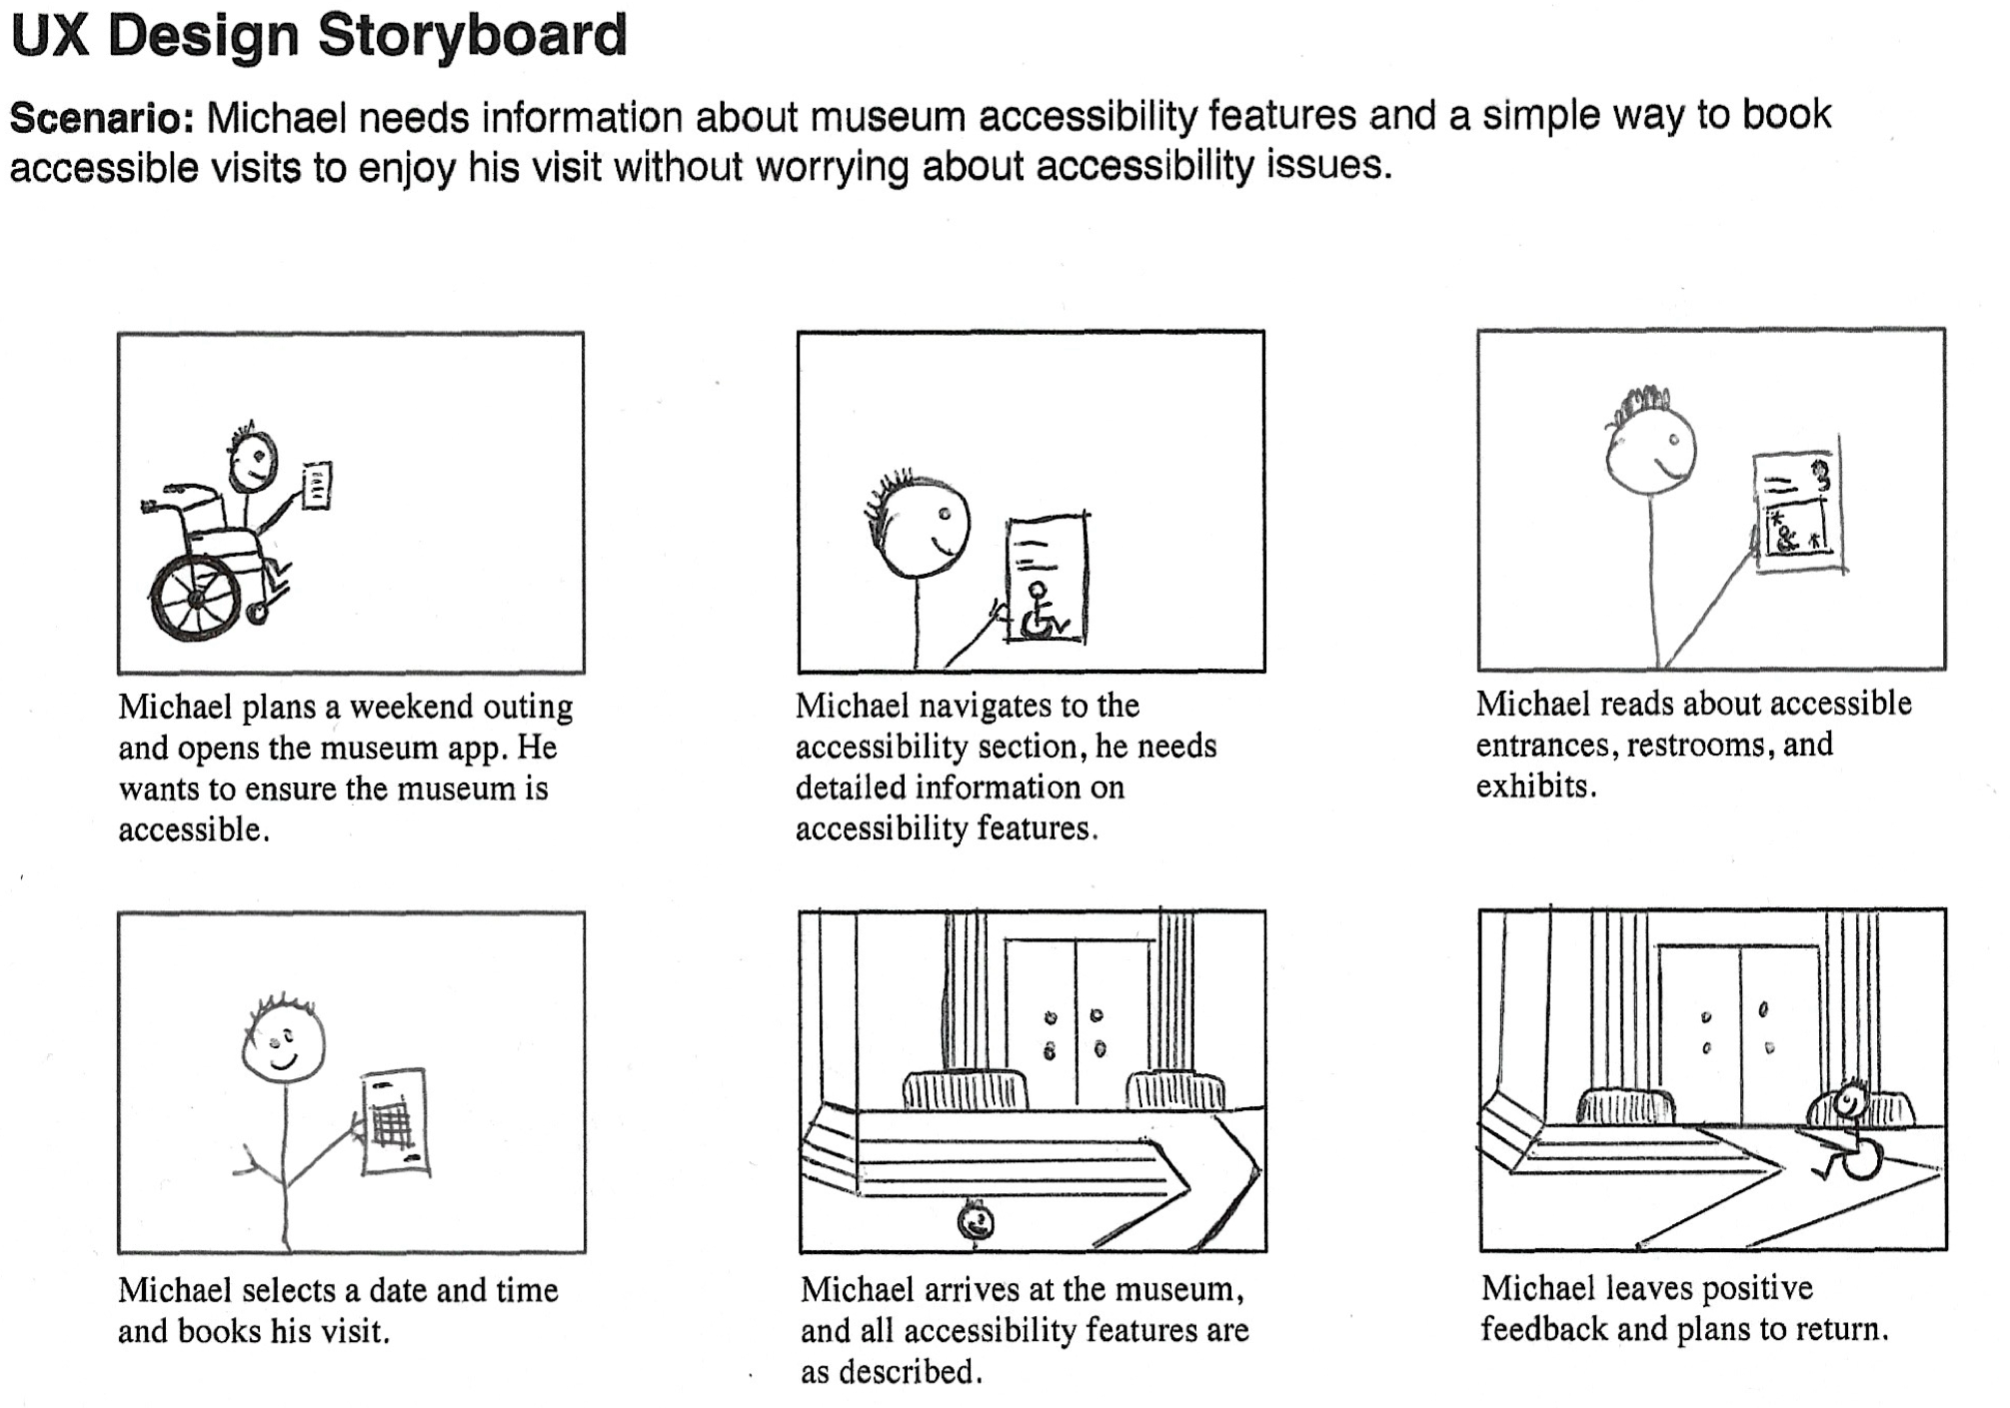 UX Design Storyboard
Scenario: Michael needs information about museum accessibility features and a simple way to book
accessible visits to enjoy his visit without worrying about accessibility issues.
Michael plans a weekend outing
and opens the museum app. He
wants to ensure the museum is
accessible.
Michael navigates to the
accessibility section, he needs
detailed information on
accessibility features.
Michael reads about accessible
entrances, restrooms, and
exhibits.
Michael selects a date and time
and books his visit.
Michael arrives at the museum,
and all accessibility features are
as described.
Michael leaves positive
feedback and plans to return.